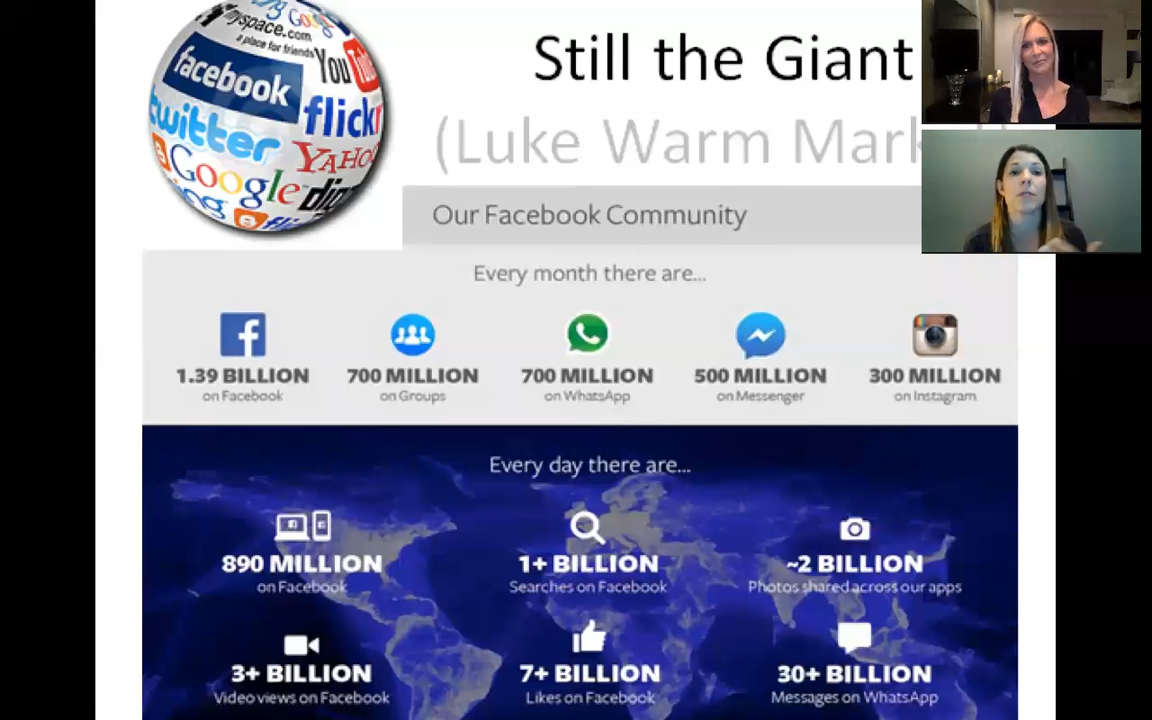 Google
myspace.com
a place for friends
You Tube
facebook
flickr
twitter
YAHOO
Google
digg
Still the Giant
(Luke Warm Mark
Our Facebook Community
Every month there are...
1.39 BILLION
on Facebook
700 MILLION
on Groups
700 MILLION
on WhatsApp
500 MILLION
on Messenger
300 MILLION
on Instagram
Every day there are...
890 MILLION
on Facebook
1+ BILLION
Searches on Facebook
~2 BILLION
Photos shared across our apps
3+ BILLION
Video views on Facebook
7+ BILLION
Likes on Facebook
30+ BILLION
Messages on WhatsApp